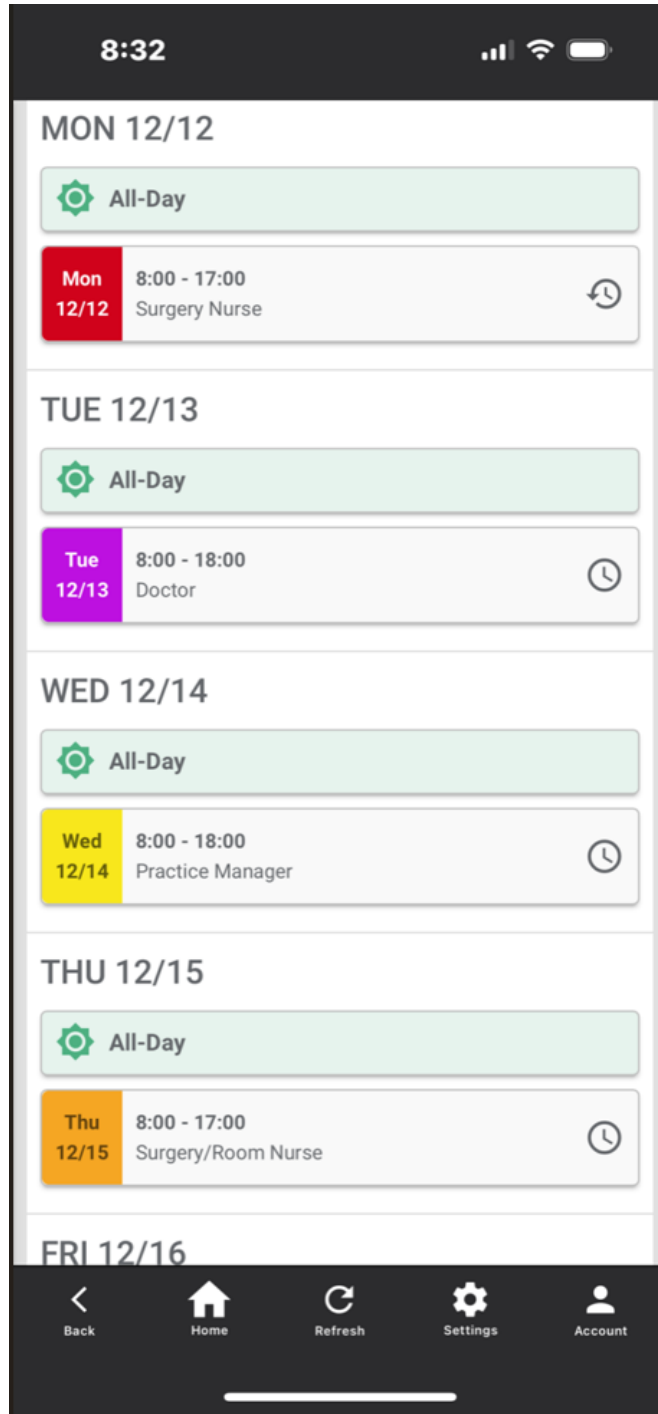 8:32
MON 12/12
All-Day
Mon 8:00 - 17:00
12/12 Surgery Nurse
TUE 12/13
All-Day
Tue 8:00 - 18:00
12/13 Doctor
WED 12/14
All-Day
Wed 8:00 - 18:00
12/14 Practice Manager
THU 12/15
All-Day
Thu 8:00 - 17:00
12/15 Surgery/Room Nurse
FRI 12/16
Back Home Refresh Settings Account